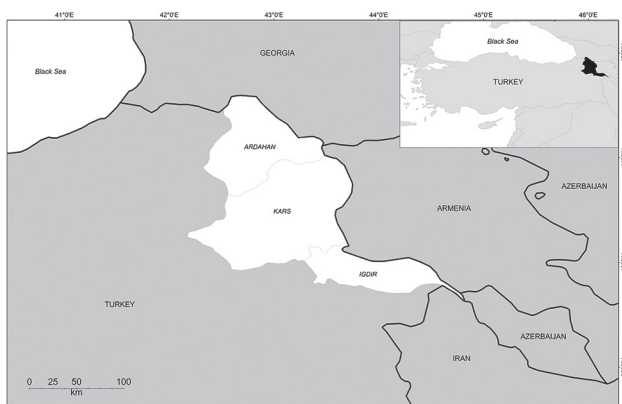 41°0'E 42°0'E 43°0'E 44°0'E 45°0'E 46°0'E
Black Sea
GEORGIA
Black Sea
TURKEY
ARDAHAN
AZERBAIJAN
KARS
ARMENIA
IGDIR
TURKEY
AZERBAIJAN
IRAN
0 25 50 100
km